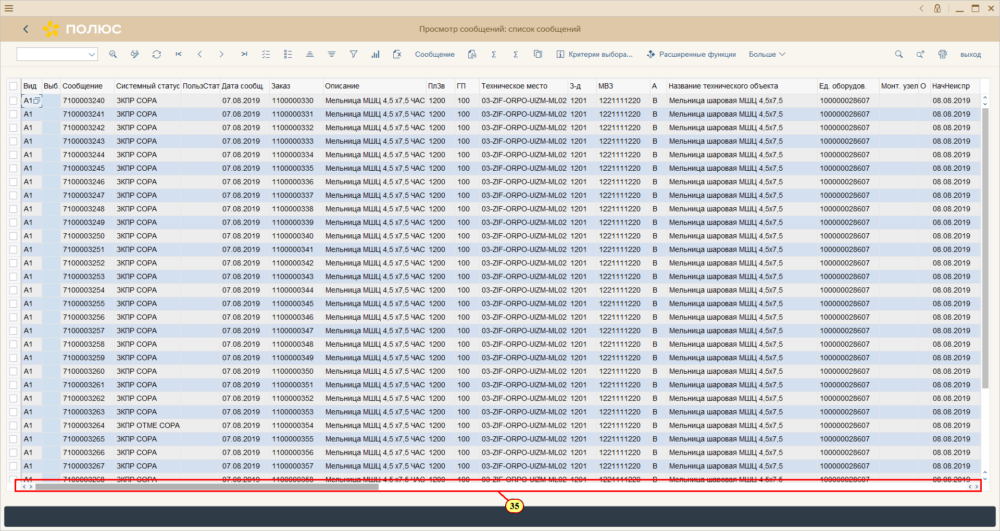 ПОЛЮС
Просмотр сообщений: список сообщений
Сообщение Σ Σ Критерии выбора... Расширенные функции Больше выход
Вид Выб. Сообщение Системный статус ПользСтат Дата сообщ. Заказ Описание ПлЗв ГП Техническое место З-д МВЗ А Название технического объекта Ед. оборудов. Монт. узел О НачНеиспр
A1 7100003240 ЗКПР СОРА 07.08.2019 1100000330 Мельница МШЦ 4,5 х7,5 ЧАС 1200 100 03-ZIF-ORPO-UIZM-ML02 1201 1221111220 B Мельница шаровая МШЦ 4,5х7,5 100000028607 08.08.2019
A1 7100003241 ЗКПР СОРА 07.08.2019 1100000331 Мельница МШЦ 4,5 х7,5 ЧАС 1200 100 03-ZIF-ORPO-UIZM-ML02 1201 1221111220 B Мельница шаровая МШЦ 4,5х7,5 100000028607 08.08.2019
A1 7100003242 ЗКПР СОРА 07.08.2019 1100000332 Мельница МШЦ 4,5 х7,5 ЧАС 1200 100 03-ZIF-ORPO-UIZM-ML02 1201 1221111220 B Мельница шаровая МШЦ 4,5х7,5 100000028607 08.08.2019
A1 7100003243 ЗКПР СОРА 07.08.2019 1100000333 Мельница МШЦ 4,5 х7,5 ЧАС 1200 100 03-ZIF-ORPO-UIZM-ML02 1201 1221111220 B Мельница шаровая МШЦ 4,5х7,5 100000028607 08.08.2019
A1 7100003244 ЗКПР СОРА 07.08.2019 1100000334 Мельница МШЦ 4,5 х7,5 ЧАС 1200 100 03-ZIF-ORPO-UIZM-ML02 1201 1221111220 B Мельница шаровая МШЦ 4,5х7,5 100000028607 08.08.2019
A1 7100003245 ЗКПР СОРА 07.08.2019 1100000335 Мельница МШЦ 4,5 х7,5 ЧАС 1200 100 03-ZIF-ORPO-UIZM-ML02 1201 1221111220 B Мельница шаровая МШЦ 4,5х7,5 100000028607 08.08.2019
A1 7100003246 ЗКПР СОРА 07.08.2019 1100000336 Мельница МШЦ 4,5 х7,5 ЧАС 1200 100 03-ZIF-ORPO-UIZM-ML02 1201 1221111220 B Мельница шаровая МШЦ 4,5х7,5 100000028607 08.08.2019
A1 7100003247 ЗКПР СОРА 07.08.2019 1100000337 Мельница МШЦ 4,5 х7,5 ЧАС 1200 100 03-ZIF-ORPO-UIZM-ML02 1201 1221111220 B Мельница шаровая МШЦ 4,5х7,5 100000028607 08.08.2019
A1 7100003248 ЗКПР СОРА 07.08.2019 1100000338 Мельница МШЦ 4,5 х7,5 ЧАС 1200 100 03-ZIF-ORPO-UIZM-ML02 1201 1221111220 B Мельница шаровая МШЦ 4,5х7,5 100000028607 08.08.2019
A1 7100003249 ЗКПР СОРА 07.08.2019 1100000339 Мельница МШЦ 4,5 х7,5 ЧАС 1200 100 03-ZIF-ORPO-UIZM-ML02 1201 1221111220 B Мельница шаровая МШЦ 4,5х7,5 100000028607 08.08.2019
A1 7100003250 ЗКПР СОРА 07.08.2019 1100000340 Мельница МШЦ 4,5 х7,5 ЧАС 1200 100 03-ZIF-ORPO-UIZM-ML02 1201 1221111220 B Мельница шаровая МШЦ 4,5х7,5 100000028607 08.08.2019
A1 7100003251 ЗКПР СОРА 07.08.2019 1100000341 Мельница МШЦ 4,5 х7,5 ЧАС 1200 100 03-ZIF-ORPO-UIZM-ML02 1201 1221111220 B Мельница шаровая МШЦ 4,5х7,5 100000028607 08.08.2019
A1 7100003252 ЗКПР СОРА 07.08.2019 1100000342 Мельница МШЦ 4,5 х7,5 ЧАС 1200 100 03-ZIF-ORPO-UIZM-ML02 1201 1221111220 B Мельница шаровая МШЦ 4,5х7,5 100000028607 08.08.2019
A1 7100003253 ЗКПР СОРА 07.08.2019 1100000343 Мельница МШЦ 4,5 х7,5 ЧАС 1200 100 03-ZIF-ORPO-UIZM-ML02 1201 1221111220 B Мельница шаровая МШЦ 4,5х7,5 100000028607 08.08.2019
A1 7100003254 ЗКПР СОРА 07.08.2019 1100000344 Мельница МШЦ 4,5 х7,5 ЧАС 1200 100 03-ZIF-ORPO-UIZM-ML02 1201 1221111220 B Мельница шаровая МШЦ 4,5х7,5 100000028607 08.08.2019
A1 7100003255 ЗКПР СОРА 07.08.2019 1100000345 Мельница МШЦ 4,5 х7,5 ЧАС 1200 100 03-ZIF-ORPO-UIZM-ML02 1201 1221111220 B Мельница шаровая МШЦ 4,5х7,5 100000028607 08.08.2019
A1 7100003256 ЗКПР СОРА 07.08.2019 1100000346 Мельница МШЦ 4,5 х7,5 ЧАС 1200 100 03-ZIF-ORPO-UIZM-ML02 1201 1221111220 B Мельница шаровая МШЦ 4,5х7,5 100000028607 08.08.2019
A1 7100003257 ЗКПР СОРА 07.08.2019 1100000347 Мельница МШЦ 4,5 х7,5 ЧАС 1200 100 03-ZIF-ORPO-UIZM-ML02 1201 1221111220 B Мельница шаровая МШЦ 4,5х7,5 100000028607 08.08.2019
A1 7100003258 ЗКПР СОРА 07.08.2019 1100000348 Мельница МШЦ 4,5 х7,5 ЧАС 1200 100 03-ZIF-ORPO-UIZM-ML02 1201 1221111220 B Мельница шаровая МШЦ 4,5х7,5 100000028607 08.08.2019
A1 7100003259 ЗКПР СОРА 07.08.2019 1100000349 Мельница МШЦ 4,5 х7,5 ЧАС 1200 100 03-ZIF-ORPO-UIZM-ML02 1201 1221111220 B Мельница шаровая МШЦ 4,5х7,5 100000028607 08.08.2019
A1 7100003260 ЗКПР СОРА 07.08.2019 1100000350 Мельница МШЦ 4,5 х7,5 ЧАС 1200 100 03-ZIF-ORPO-UIZM-ML02 1201 1221111220 B Мельница шаровая МШЦ 4,5х7,5 100000028607 08.08.2019
A1 7100003261 ЗКПР СОРА 07.08.2019 1100000351 Мельница МШЦ 4,5 х7,5 ЧАС 1200 100 03-ZIF-ORPO-UIZM-ML02 1201 1221111220 B Мельница шаровая МШЦ 4,5х7,5 100000028607 08.08.2019
A1 7100003262 ЗКПР СОРА 07.08.2019 1100000352 Мельница МШЦ 4,5 х7,5 ЧАС 1200 100 03-ZIF-ORPO-UIZM-ML02 1201 1221111220 B Мельница шаровая МШЦ 4,5х7,5 100000028607 08.08.2019
A1 7100003263 ЗКПР СОРА 07.08.2019 1100000353 Мельница МШЦ 4,5 х7,5 ЧАС 1200 100 03-ZIF-ORPO-UIZM-ML02 1201 1221111220 B Мельница шаровая МШЦ 4,5х7,5 100000028607 08.08.2019
A1 7100003264 ЗКПР ОТМЕ СОРА 07.08.2019 1100000354 Мельница МШЦ 4,5 х7,5 ЧАС 1200 100 03-ZIF-ORPO-UIZM-ML02 1201 1221111220 B Мельница шаровая МШЦ 4,5х7,5 100000028607 08.08.2019
A1 7100003265 ЗКПР СОРА 07.08.2019 1100000355 Мельница МШЦ 4,5 х7,5 ЧАС 1200 100 03-ZIF-ORPO-UIZM-ML02 1201 1221111220 B Мельница шаровая МШЦ 4,5х7,5 100000028607 08.08.2019
A1 7100003266 ЗКПР СОРА 07.08.2019 1100000356 Мельница МШЦ 4,5 х7,5 ЧАС 1200 100 03-ZIF-ORPO-UIZM-ML02 1201 1221111220 B Мельница шаровая МШЦ 4,5х7,5 100000028607 08.08.2019
A1 7100003267 ЗКПР СОРА 07.08.2019 1100000357 Мельница МШЦ 4,5 х7,5 ЧАС 1200 100 03-ZIF-ORPO-UIZM-ML02 1201 1221111220 B Мельница шаровая МШЦ 4,5х7,5 100000028607 08.08.2019
A1 7100003268 ЗКПР СОРА 07.08.2019 1100000358 Мельница МШЦ 4,5 х7,5 ЧАС 1200 100 03-ZIF-ORPO-UIZM-ML02 1201 1221111220 B Мельница шаровая МШЦ 4,5х7,5 100000028607 08.08.2019
35